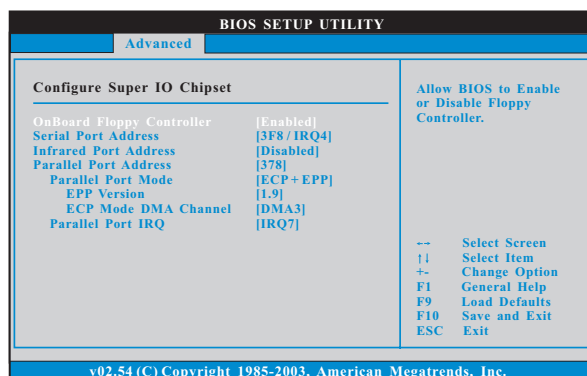 BIOS SETUP UTILITY
Advanced
Configure Super IO Chipset
OnBoard Floppy Controller [Enabled]
Serial Port Address [3F8 / IRQ4]
Infrared Port Address [Disabled]
Parallel Port Address [378]
Parallel Port Mode [ECP + EPP]
EPP Version [1.9]
ECP Mode DMA Channel [DMA3]
Parallel Port IRQ [IRQ7]
Allow BIOS to Enable
or Disable Floppy
Controller.
←→ Select Screen
↑↓ Select Item
+- Change Option
F1 General Help
F9 Load Defaults
F10 Save and Exit
ESC Exit
v02.54 (C) Copyright 1985-2003, American Megatrends, Inc.